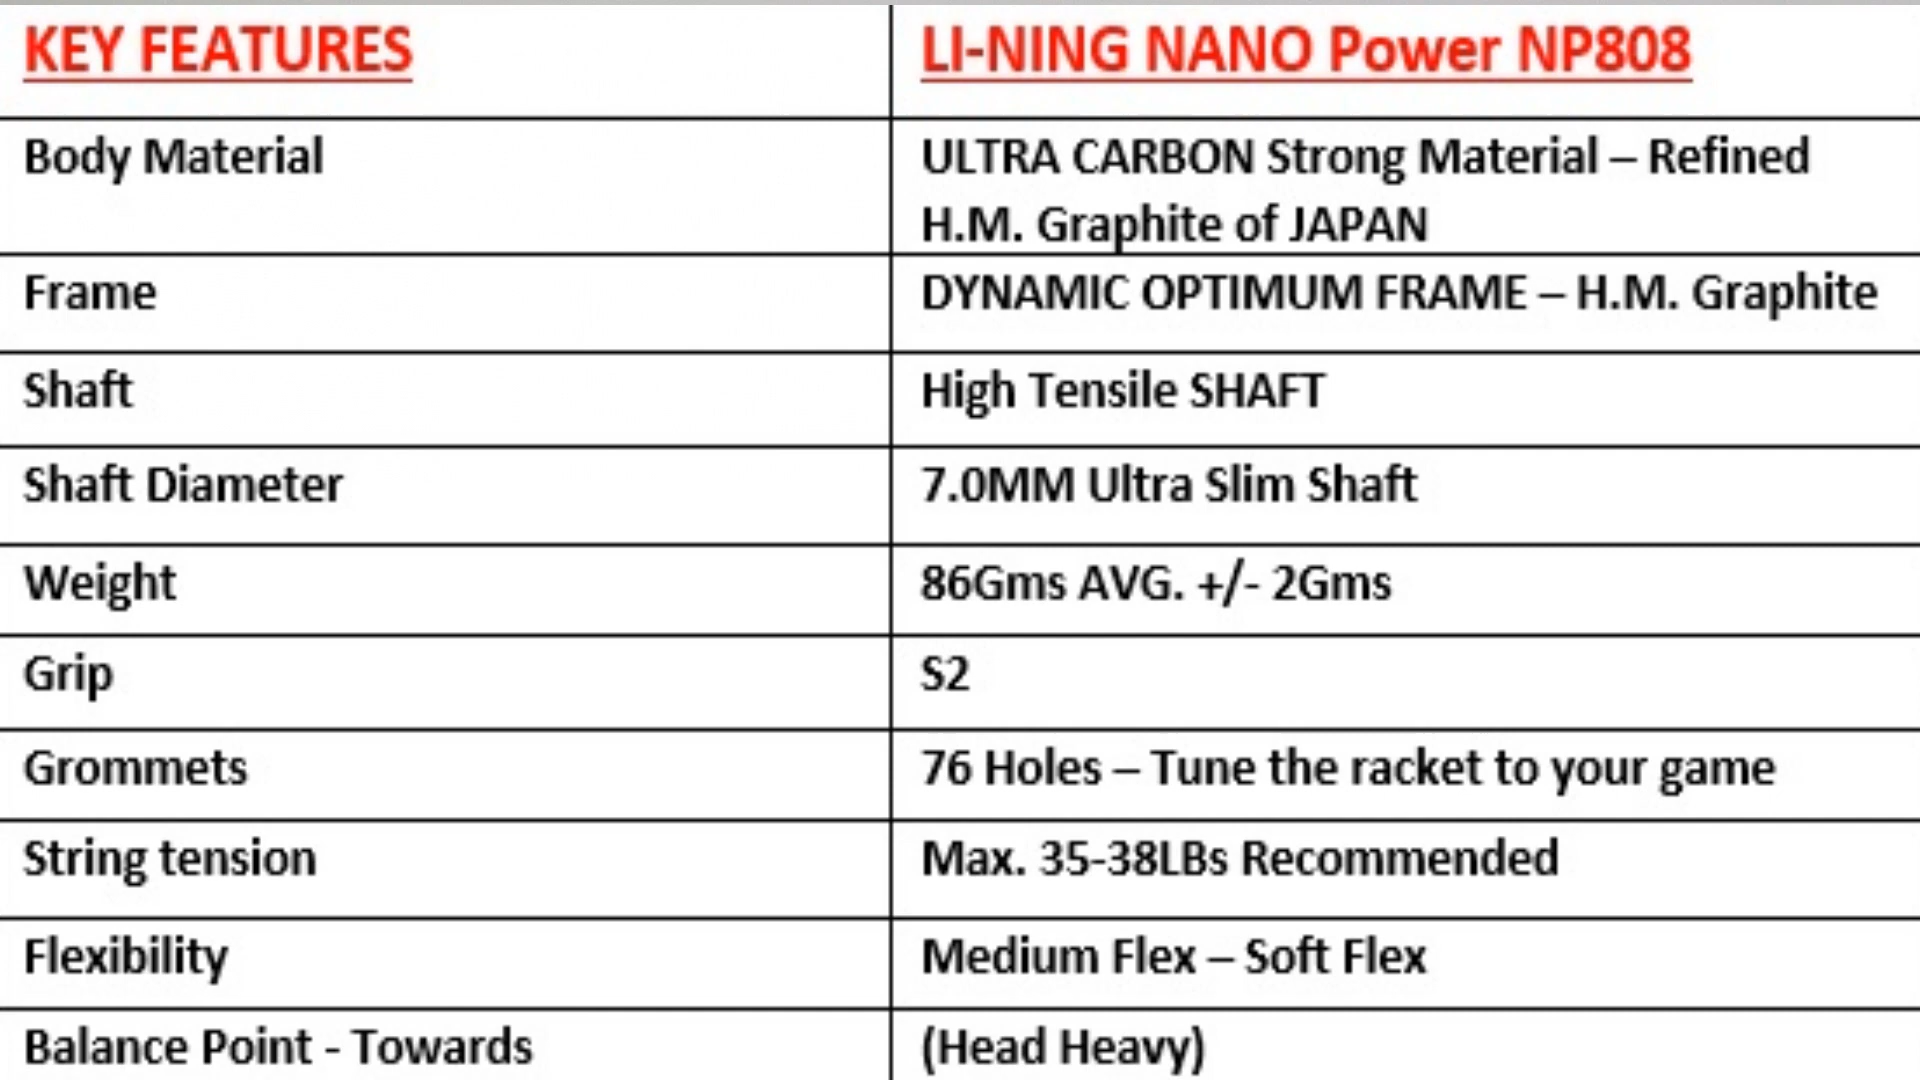 KEY FEATURES
LI-NING NANO Power NP808
Body Material
ULTRA CARBON Strong Material – Refined
H.M. Graphite of JAPAN
Frame
DYNAMIC OPTIMUM FRAME – H.M. Graphite
Shaft
High Tensile SHAFT
Shaft Diameter
7.0MM Ultra Slim Shaft
Weight
86Gms AVG. +/- 2Gms
Grip
S2
Grommets
76 Holes – Tune the racket to your game
String tension
Max. 35-38LBs Recommended
Flexibility
Medium Flex – Soft Flex
Balance Point - Towards
(Head Heavy)